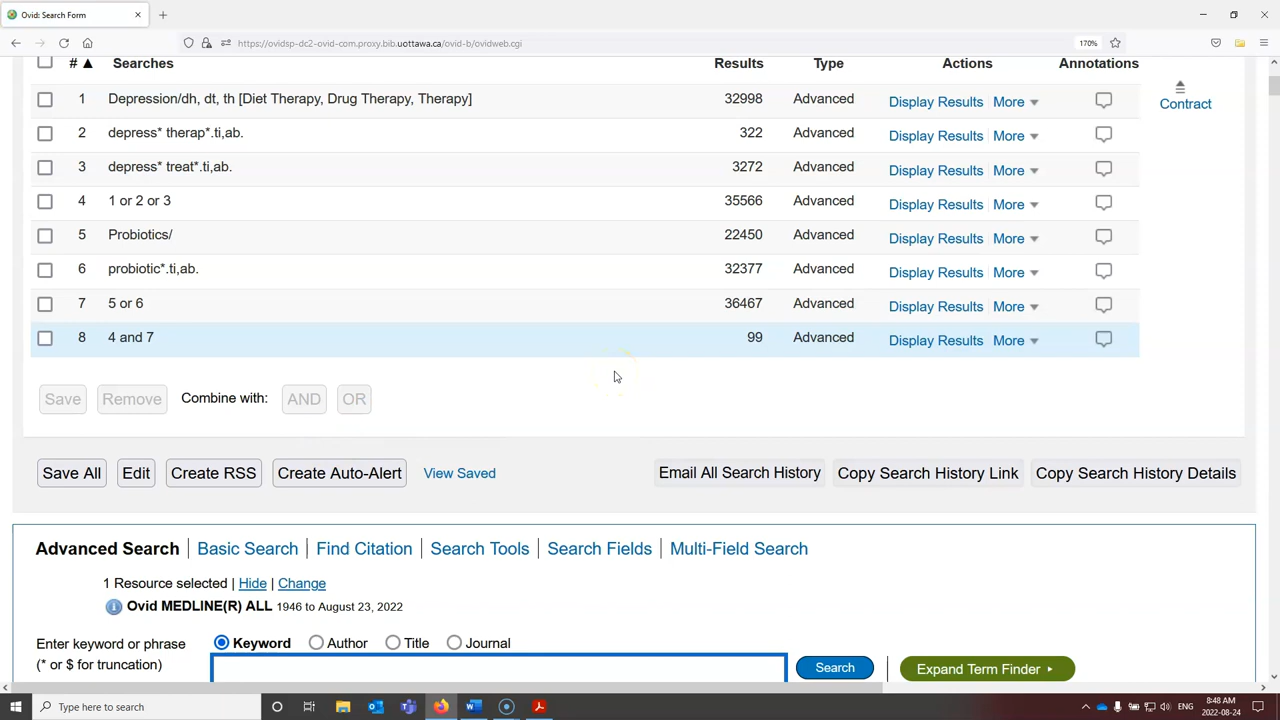 Ovid: Search Form
https://ovidsp-dc2-ovid-com.proxy.bib.uottawa.ca/ovid-b/ovidweb.cgi
170%
# ▲ Searches Results Type Actions Annotations
Contract
1 Depression/dh, dt, th [Diet Therapy, Drug Therapy, Therapy] 32998 Advanced Display Results More
2 depress* therap*.ti,ab. 322 Advanced Display Results More
3 depress* treat*.ti,ab. 3272 Advanced Display Results More
4 1 or 2 or 3 35566 Advanced Display Results More
5 Probiotics/ 22450 Advanced Display Results More
6 probiotic*.ti,ab. 32377 Advanced Display Results More
7 5 or 6 36467 Advanced Display Results More
8 4 and 7 99 Advanced Display Results More
Save Remove Combine with: AND OR
Save All Edit Create RSS Create Auto-Alert View Saved Email All Search History Copy Search History Link Copy Search History Details
Advanced Search | Basic Search | Find Citation | Search Tools | Search Fields | Multi-Field Search
1 Resource selected | Hide | Change
Ovid MEDLINE(R) ALL 1946 to August 23, 2022
Enter keyword or phrase
(* or $ for truncation)
Keyword Author Title Journal
Search Expand Term Finder
Type here to search
ENG
8:48 AM
2022-08-24